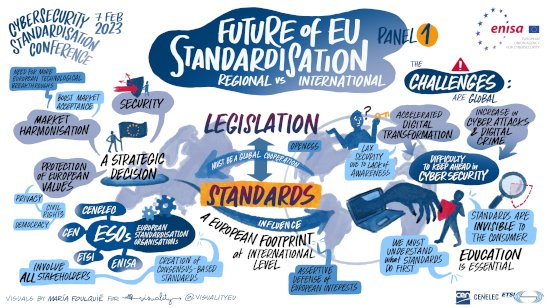 CYBERSECURITY
STANDARDISATION
CONFERENCE
7 FEB
2023
FUTURE OF EU
STANDARDISATION
REGIONAL VS INTERNATIONAL
PANEL 1
enisa
EUROPEAN
UNION AGENCY
FOR CYBERSECURITY
NEED FOR MORE
EUROPEAN TECHNOLOGICAL
BREAKTHROUGHS
BOOST MARKET
ACCEPTANCE
SECURITY
MARKET
HARMONISATION
PROTECTION
OF EUROPEAN
VALUES
A STRATEGIC
DECISION
PRIVACY
CIVIL
RIGHTS
DEMOCRACY
LEGISLATION
MUST BE A GLOBAL COOPERATION
STANDARDS
INFLUENCE
A EUROPEAN FOOTPRINT
at INTERNATIONAL
LEVEL
ASSERTIVE
DEFENSE of
EUROPEAN INTERESTS
CENELEC
CEN
ESOs
EUROPEAN
STANDARDISATION
ORGANISATIONS
ETSI
ENISA
INVOLVE
ALL STAKEHOLDERS
CREATION OF
CONSENSUS-BASED
STANDARDS
THE
CHALLENGES:
ARE GLOBAL
OPENNESS
?
LAX
SECURITY
DUE TO LACK OF
AWARENESS
ACCELERATED
DIGITAL
TRANSFORMATION
INCREASE IN
CYBER ATTACKS
& DIGITAL
CRIME
DIFFICULTY
TO KEEP AHEAD IN
CYBERSECURITY
STANDARDS ARE
INVISIBLE TO
THE CONSUMER
WE MUST
UNDERSTAND
what STANDARDS
DO FIRST
EDUCATION
IS ESSENTIAL
VISUALS BY MARÍA FOULQUIÉ FOR
@VISUALITYEU
CEN
CENELEC
ETSI